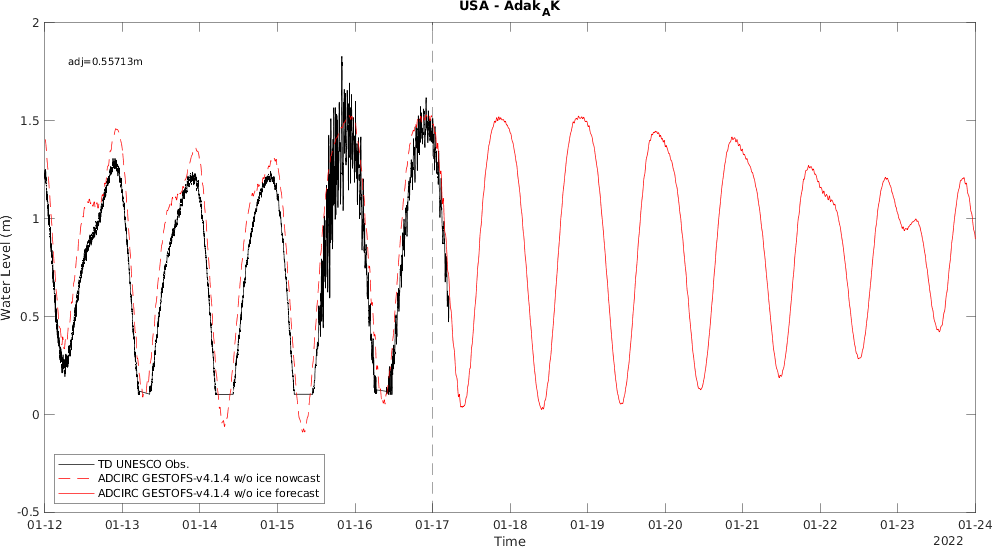 USA - Adak_AK
2
1.5
1
0.5
0
-0.5
Water Level (m)
adj=0.55713m
TD UNESCO Obs.
ADCIRC GESTOFS-v4.1.4 w/o ice nowcast
ADCIRC GESTOFS-v4.1.4 w/o ice forecast
01-12 01-13 01-14 01-15 01-16 01-17 01-18 01-19 01-20 01-21 01-22 01-23 01-24
Time
2022